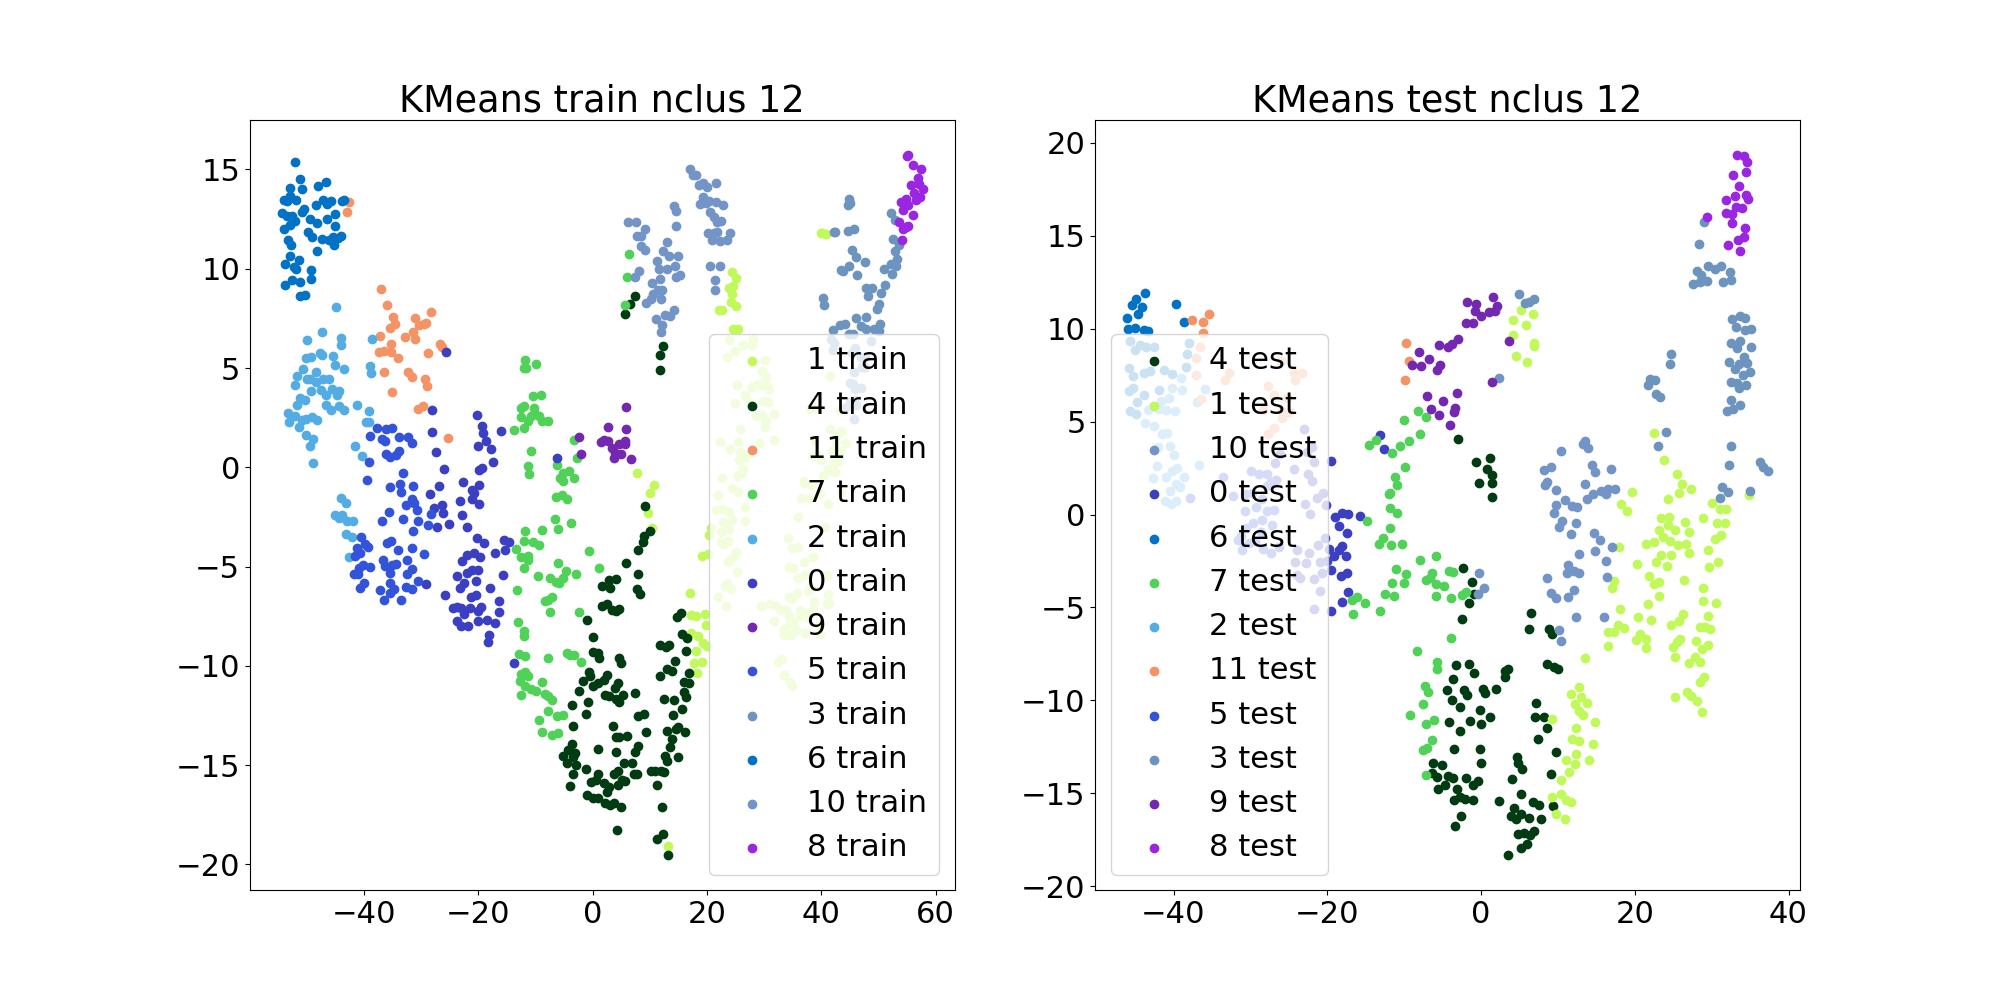 KMeans train nclus 12
15
10
5
0
−5
−10
−15
−20
−40
−20
0
20
40
60
1 train
4 train
11 train
7 train
2 train
0 train
9 train
5 train
3 train
6 train
10 train
8 train
KMeans test nclus 12
20
15
10
5
0
−5
−10
−15
−20
−40
−20
0
20
40
4 test
1 test
10 test
0 test
6 test
7 test
2 test
11 test
5 test
3 test
9 test
8 test